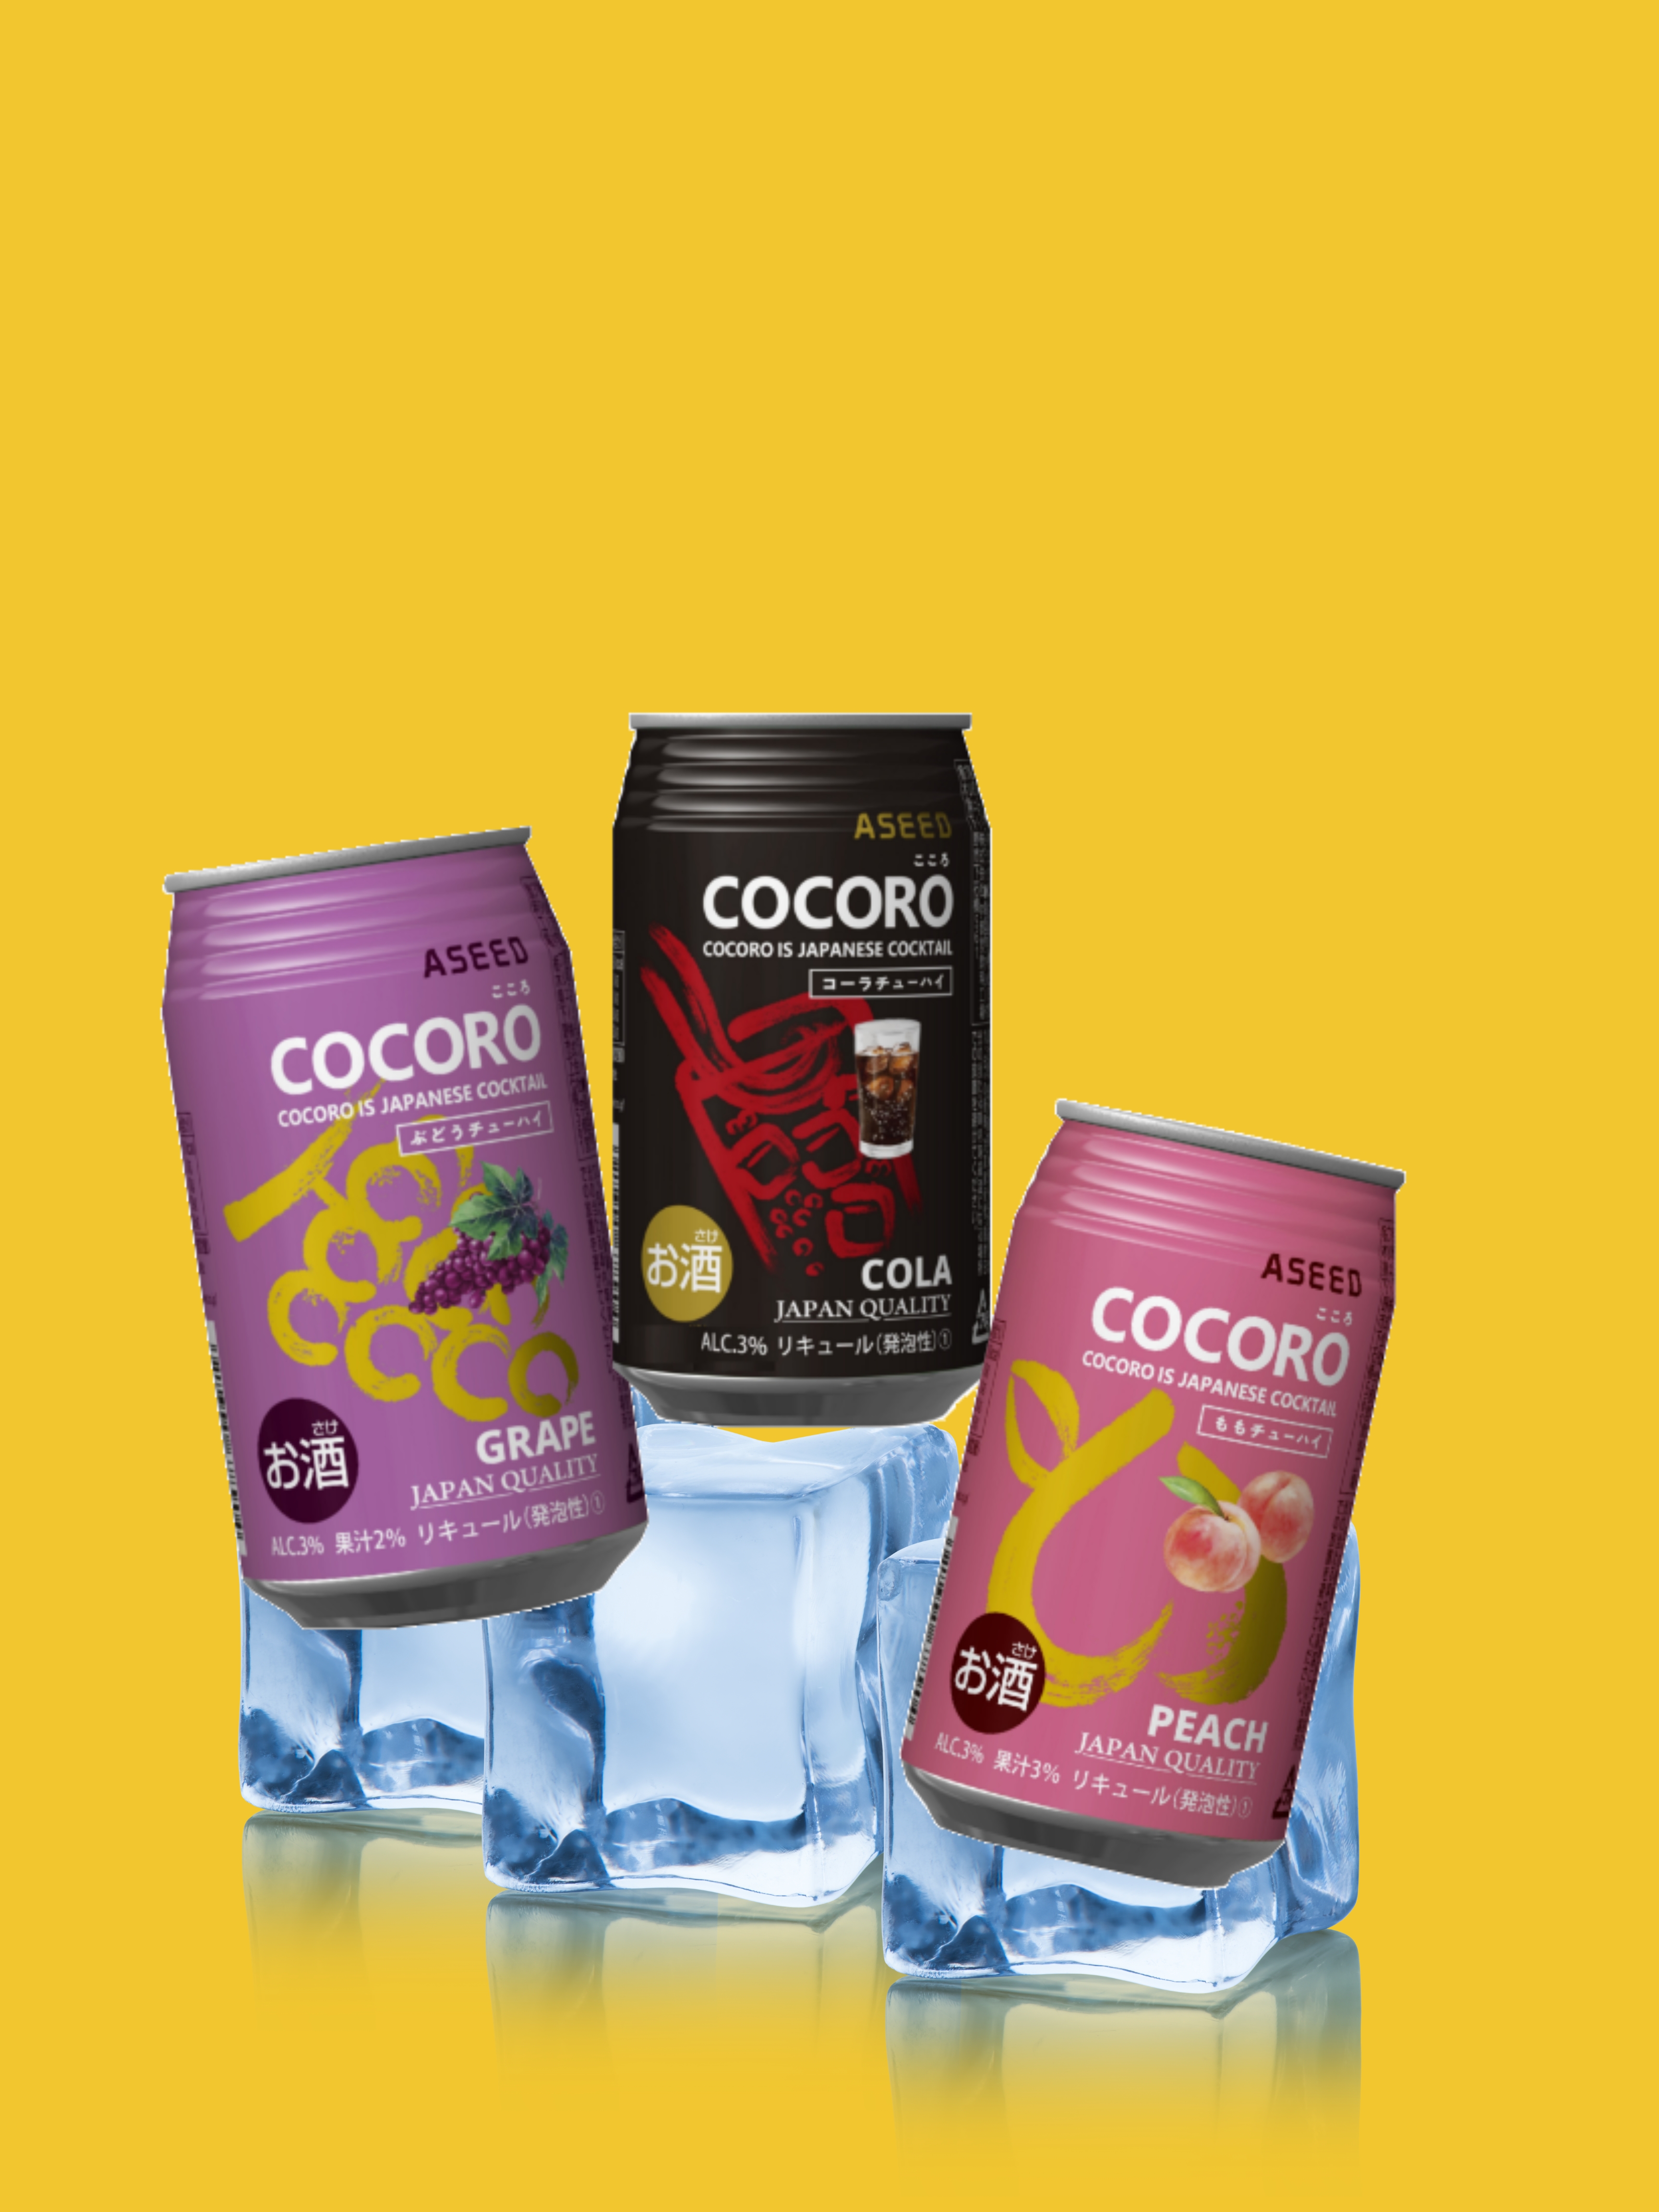 ASEED
こころ
COCORO
COCORO IS JAPANESE COCKTAIL
ぶどうチューハイ
さけ
お酒
GRAPE
JAPAN QUALITY
ALC.3% 果汁2% リキュール(発泡性)①
ASEED
こころ
COCORO
COCORO IS JAPANESE COCKTAIL
コーラチューハイ
さけ
お酒
COLA
JAPAN QUALITY
ALC.3% リキュール(発泡性)①
ASEED
こころ
COCORO
COCORO IS JAPANESE COCKTAIL
ももチューハイ
さけ
お酒
PEACH
JAPAN QUALITY
ALC.3% 果汁3% リキュール(発泡性)①